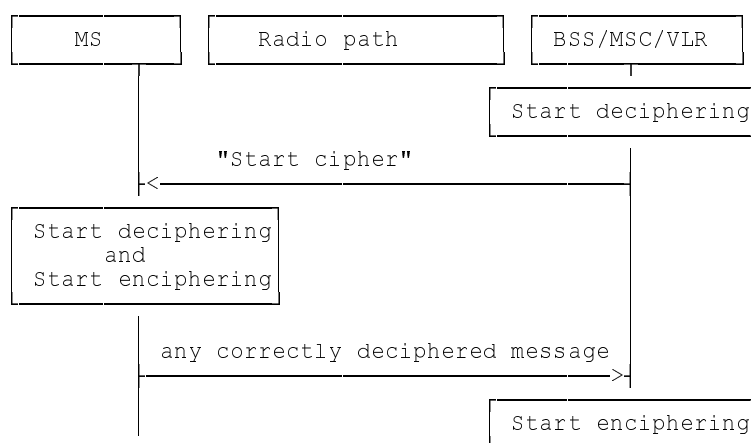 MS Radio path BSS/MSC/VLR
Start deciphering
"Start cipher"
Start deciphering
and
Start enciphering
any correctly deciphered message
Start enciphering